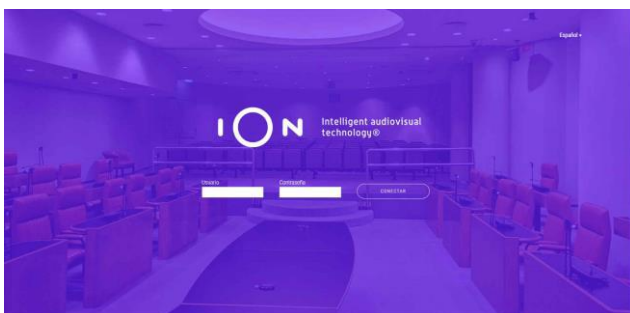 Español
ION
Intelligent audiovisual
technology®
Usuario
Contraseña
CONECTAR